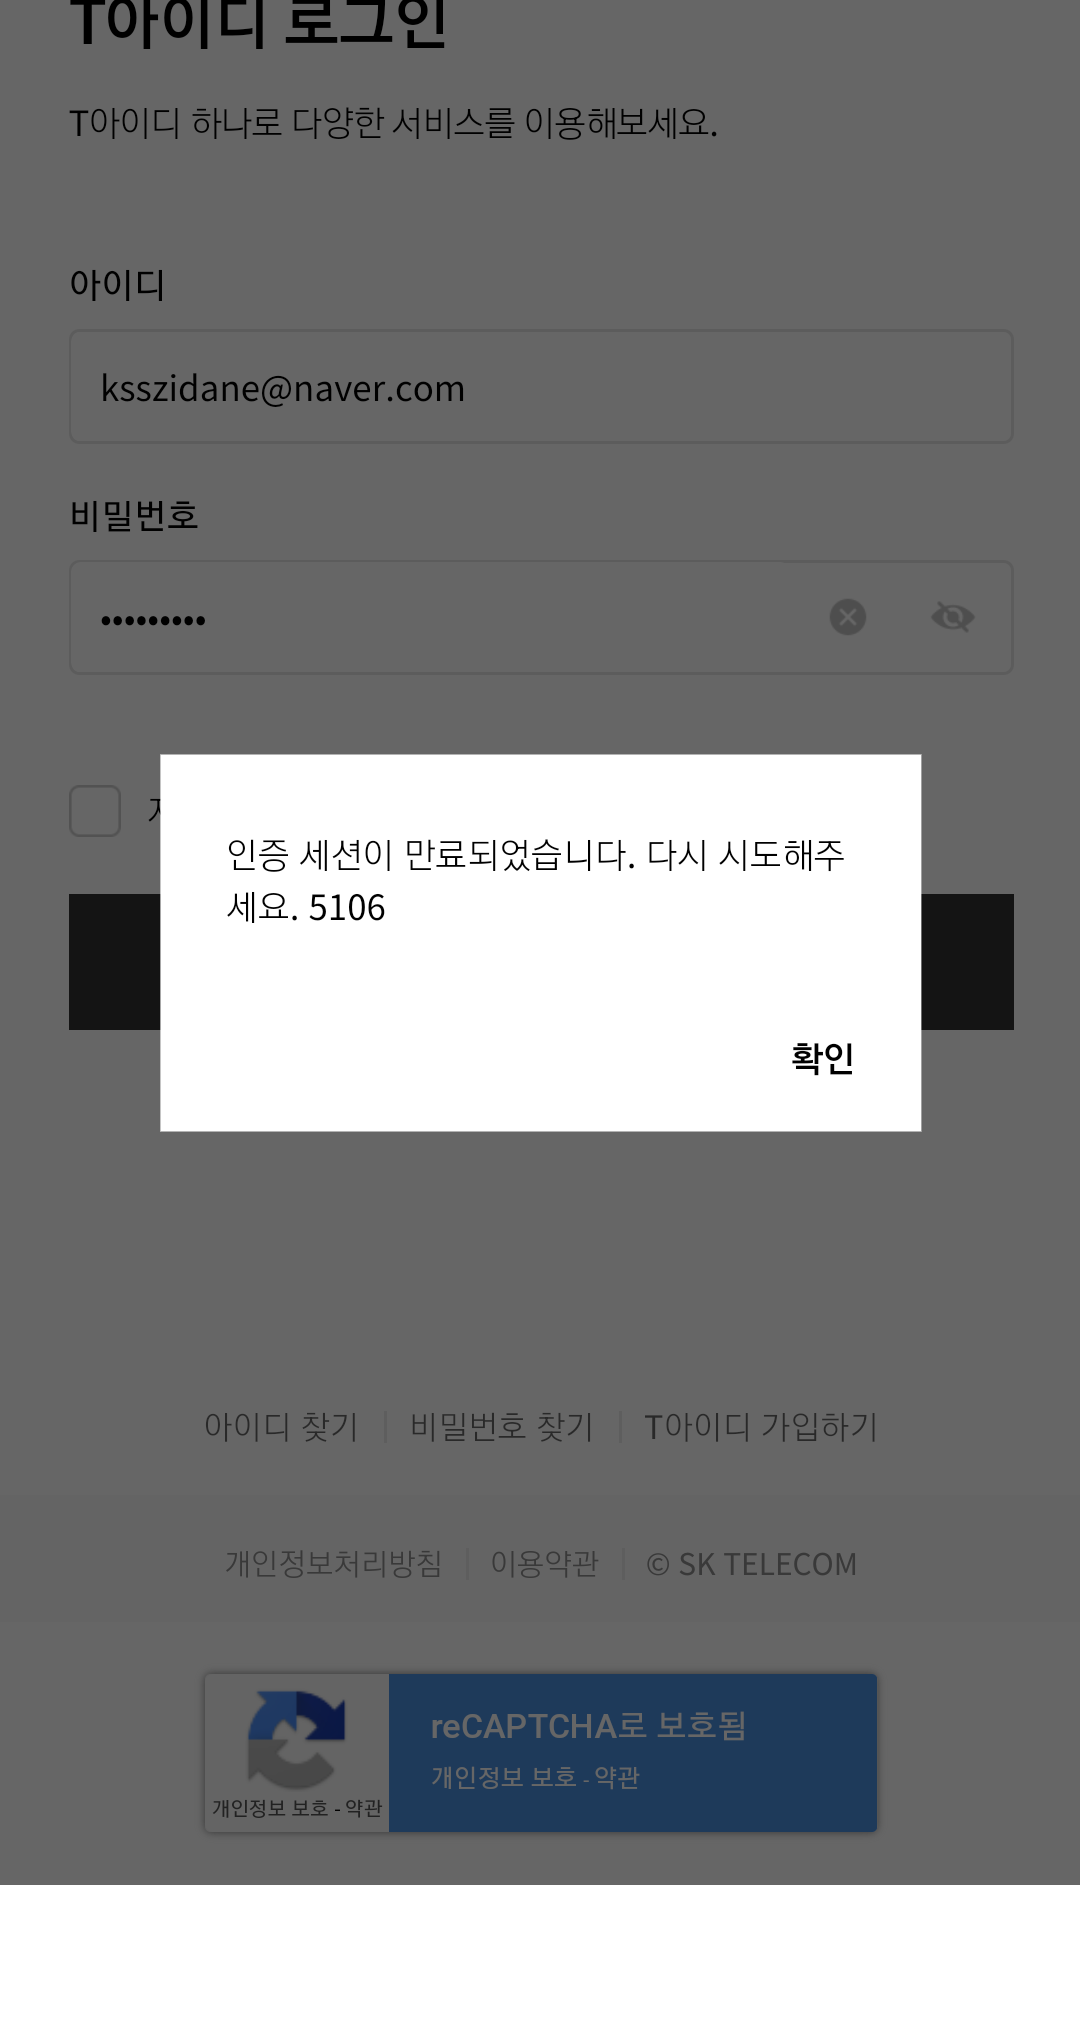 T아이디 로그인
T아이디 하나로 다양한 서비스를 이용해보세요.
아이디
ksszidane@naver.com
비밀번호
•••••••••
인증 세션이 만료되었습니다. 다시 시도해주
세요. 5106
확인
아이디 찾기 | 비밀번호 찾기 | T아이디 가입하기
개인정보처리방침 | 이용약관 | © SK TELECOM
reCAPTCHA로 보호됨
개인정보 보호 - 약관
개인정보 보호 - 약관